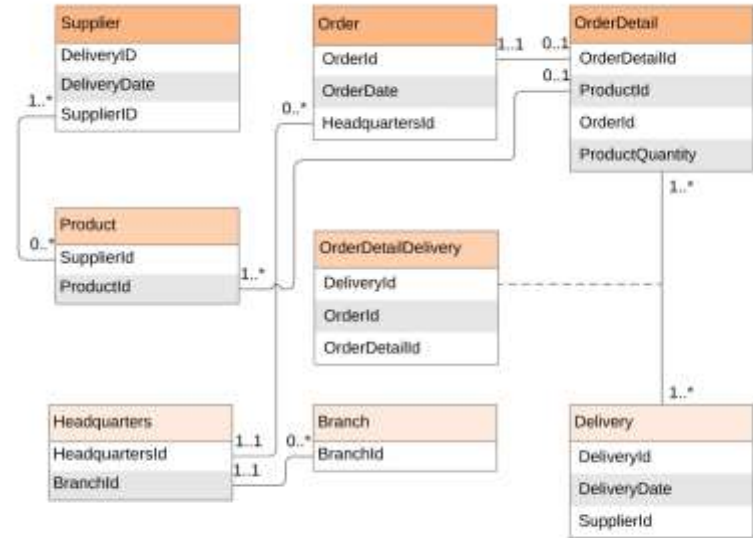 Supplier
DeliveryID
DeliveryDate
SupplierID
1..*
0..*
Order
OrderId
OrderDate
HeadquartersId
1..1
0..1
0..*
OrderDetail
OrderDetailId
ProductId
OrderId
ProductQuantity
0..1
1..*
Product
SupplierId
ProductId
1..*
OrderDetailDelivery
DeliveryId
OrderId
OrderDetailId
1..*
Headquarters
HeadquartersId
BranchId
1..1
1..1
0..*
Branch
BranchId
Delivery
DeliveryId
DeliveryDate
SupplierId